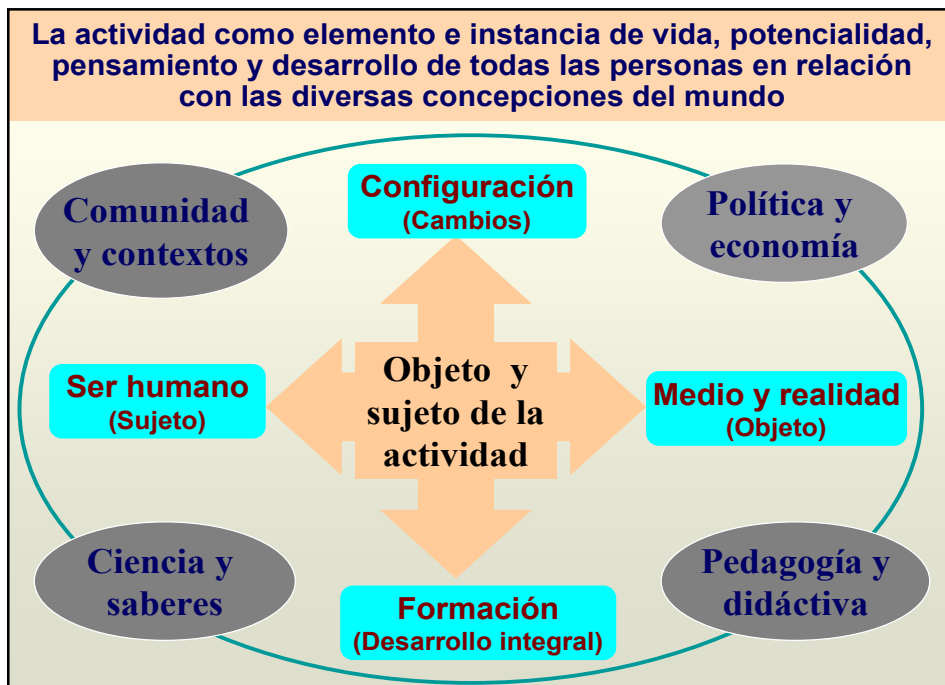 La actividad como elemento e instancia de vida, potencialidad,
pensamiento y desarrollo de todas las personas en relación
con las diversas concepciones del mundo
Comunidad
y contextos
Configuración
(Cambios)
Política y
economía
Ser humano
(Sujeto)
Objeto y
sujeto de la
actividad
Medio y realidad
(Objeto)
Ciencia y
saberes
Formación
(Desarrollo integral)
Pedagogía y
didáctiva